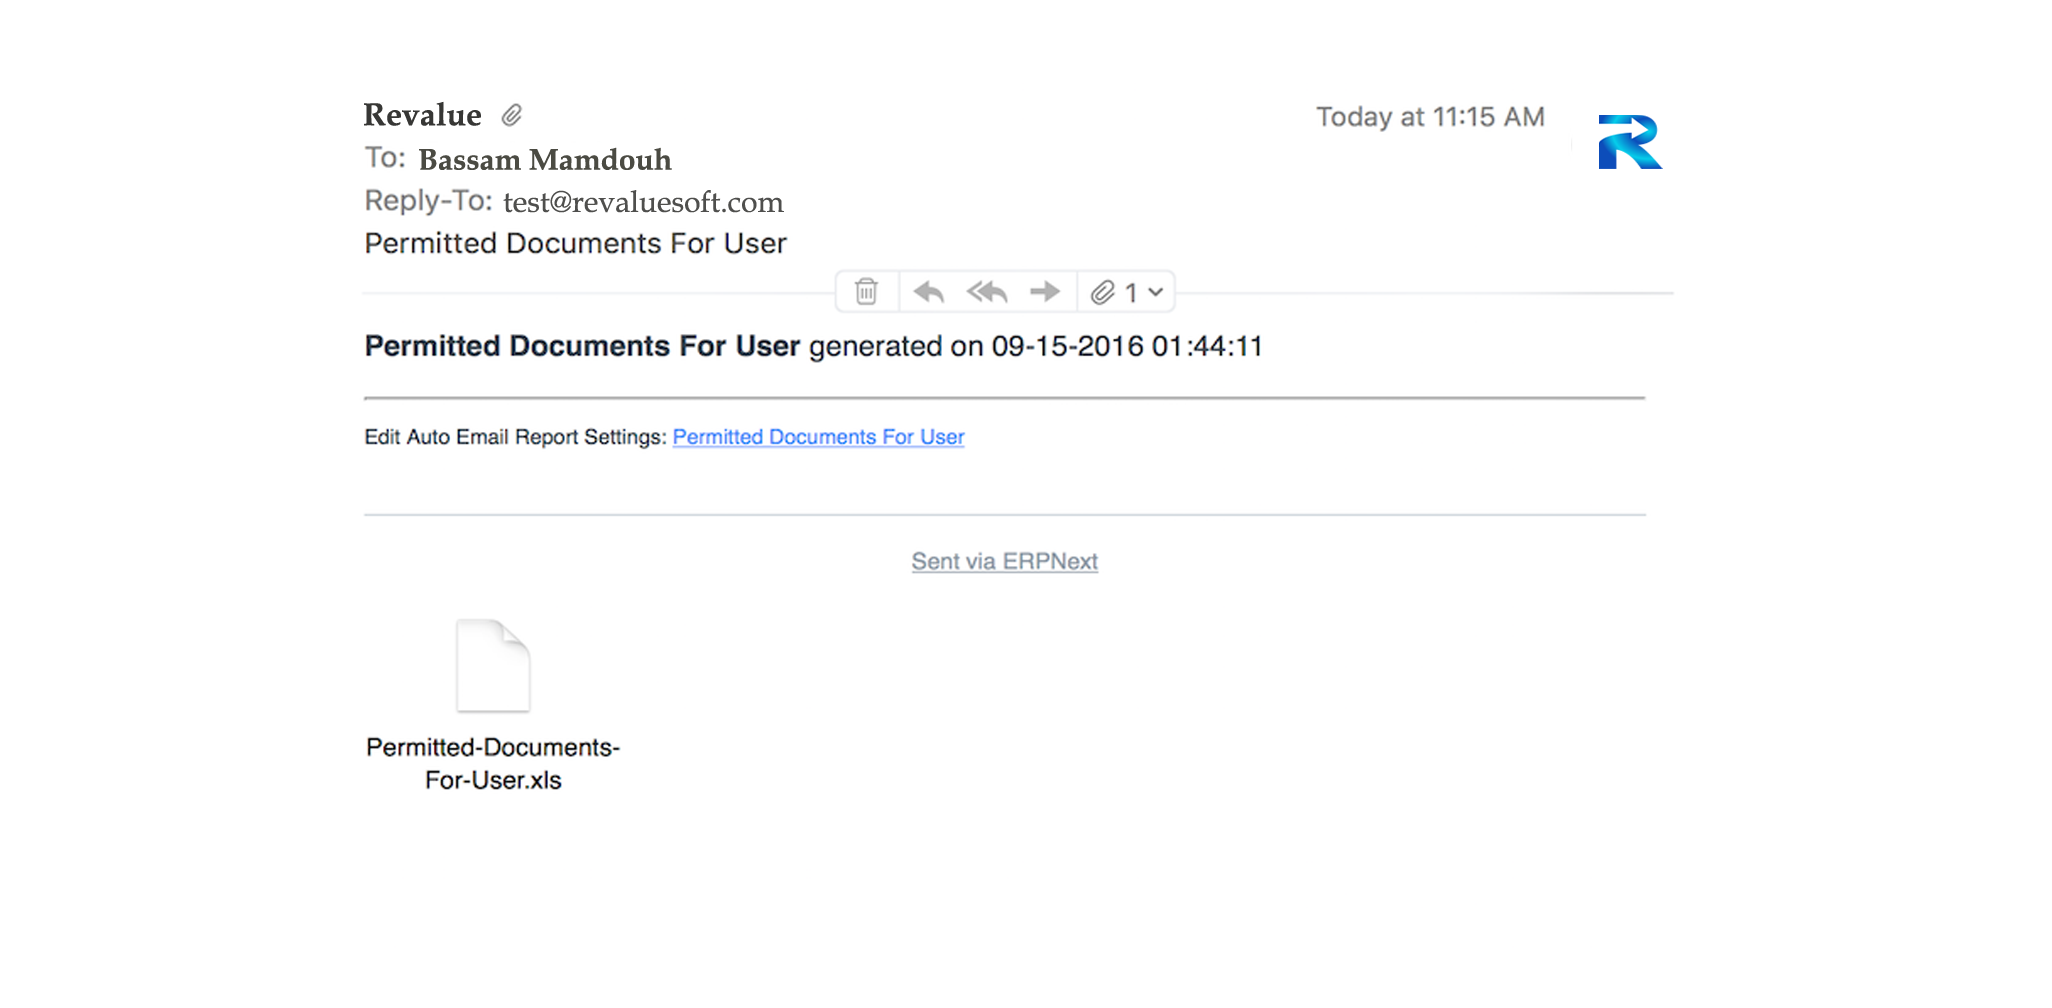 Revalue
Today at 11:15 AM
To: Bassam Mamdouh
Reply-To: test@revaluesoft.com
Permitted Documents For User
1
Permitted Documents For User generated on 09-15-2016 01:44:11
Edit Auto Email Report Settings: Permitted Documents For User
Sent via ERPNext
Permitted-Documents-
For-User.xls